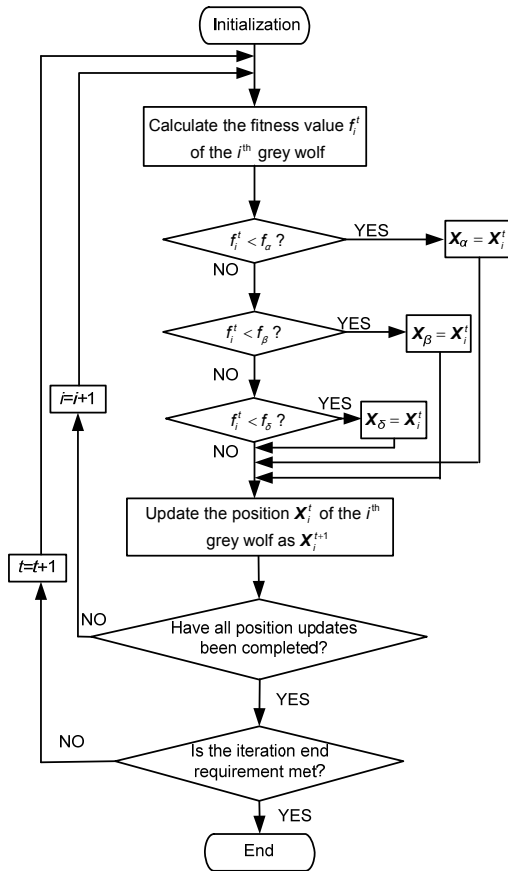 Initialization
Calculate the fitness value f_i^t
of the i^th grey wolf
f_i^t < f_α ?
YES
X_α = X_i^t
NO
f_i^t < f_β ?
YES
X_β = X_i^t
NO
i=i+1
f_i^t < f_δ ?
YES
X_δ = X_i^t
NO
Update the position X_i^t of the i^th
grey wolf as X_i^{t+1}
t=t+1
NO
Have all position updates
been completed?
YES
NO
Is the iteration end
requirement met?
YES
End